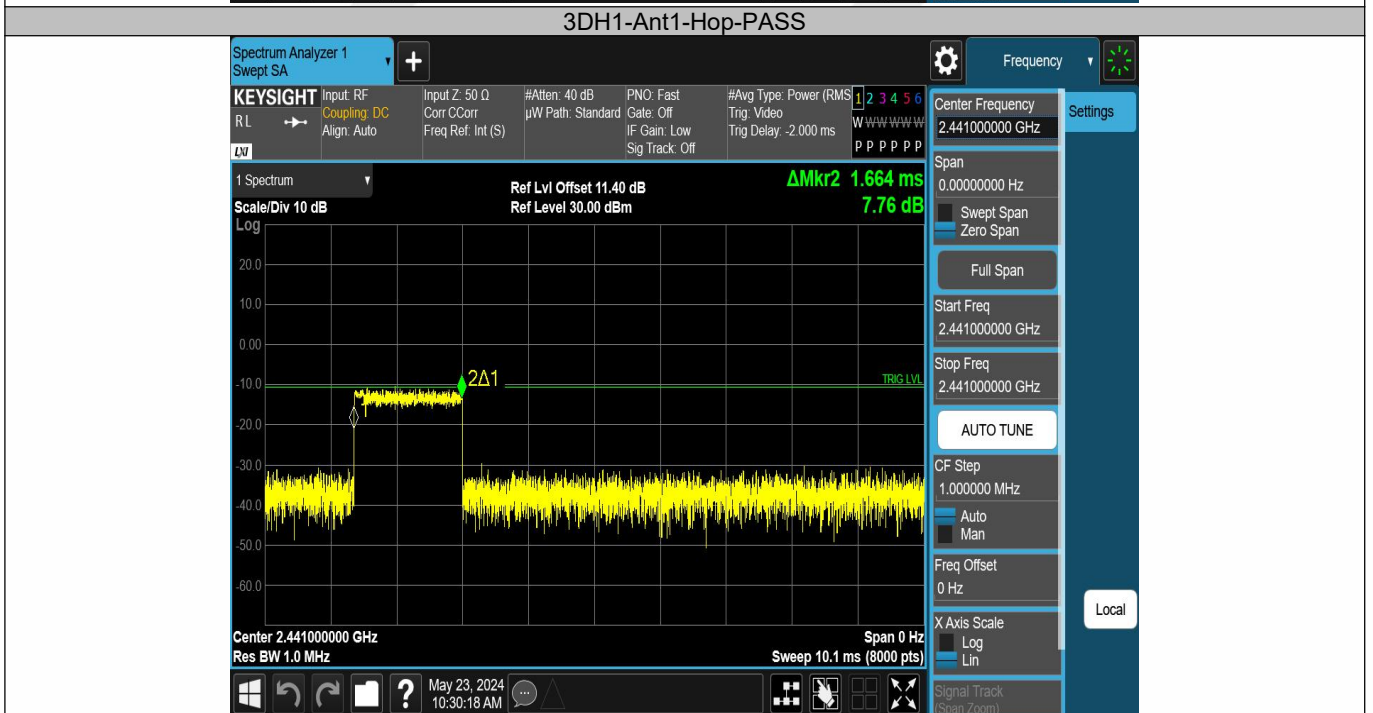 3DH1-Ant1-Hop-PASS
Spectrum Analyzer 1
Swept SA
Frequency
KEYSIGHT
RL
LXI
Input: RF
Coupling: DC
Align: Auto
Input Z: 50 Ω
Corr CCorr
Freq Ref: Int (S)
#Atten: 40 dB
µW Path: Standard
PNO: Fast
Gate: Off
IF Gain: Low
Sig Track: Off
#Avg Type: Power (RMS
Trig: Video
Trig Delay: -2.000 ms
1 2 3 4 5 6
W W W W W W
P P P P P P
1 Spectrum
Scale/Div 10 dB
Log
Ref Lvl Offset 11.40 dB
Ref Level 30.00 dBm
ΔMkr2 1.664 ms
7.76 dB
20.0
10.0
0.00
-10.0
-20.0
-30.0
-40.0
-50.0
-60.0
2Δ1
TRIG LVL
Center 2.441000000 GHz
Res BW 1.0 MHz
Span 0 Hz
Sweep 10.1 ms (8000 pts)
Center Frequency
2.441000000 GHz
Span
0.00000000 Hz
Swept Span
Zero Span
Full Span
Start Freq
2.441000000 GHz
Stop Freq
2.441000000 GHz
AUTO TUNE
CF Step
1.000000 MHz
Auto
Man
Freq Offset
0 Hz
X Axis Scale
Log
Lin
Signal Track
(Span Zoom)
Settings
Local
?
May 23, 2024
10:30:18 AM